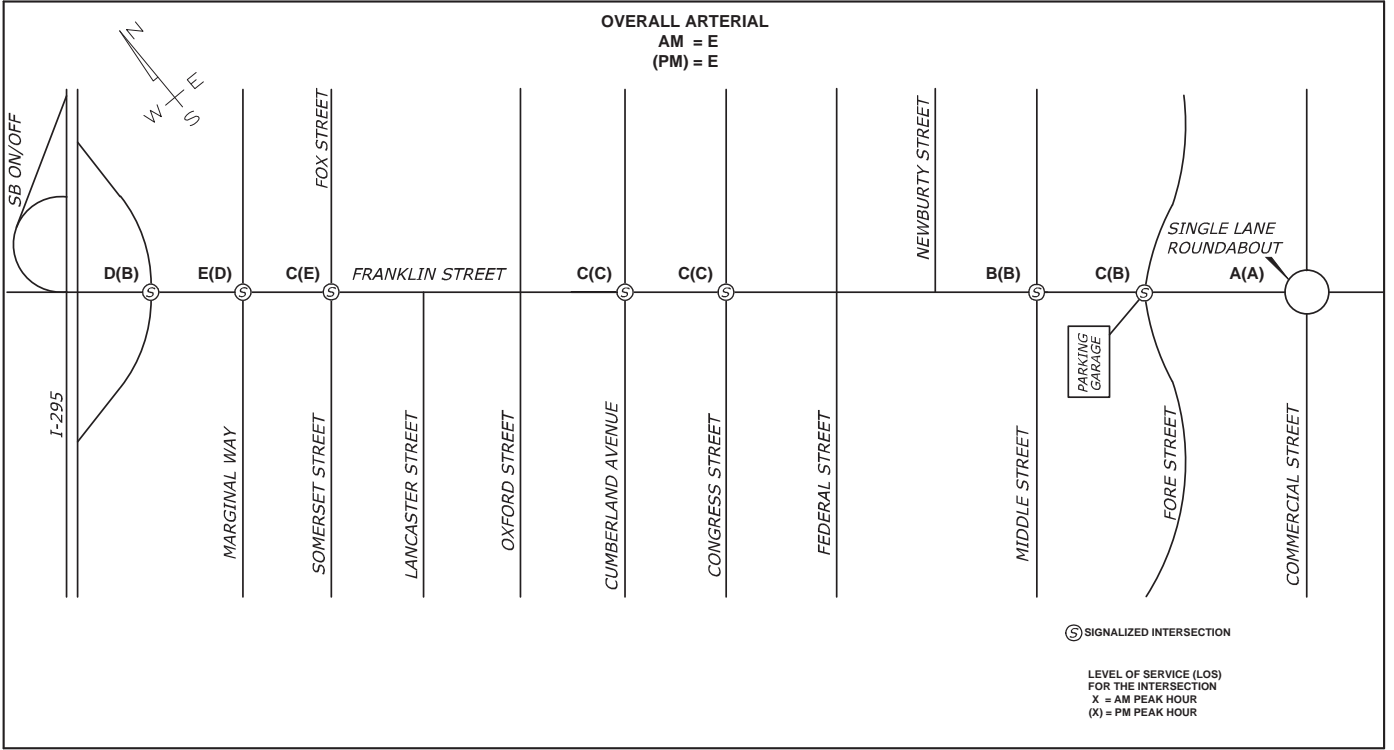 OVERALL ARTERIAL
AM = E
(PM) = E
N
E
W
S
SB ON/OFF
FOX STREET
NEWBURTY STREET
SINGLE LANE
ROUNDABOUT
D(B)
E(D)
C(E)
FRANKLIN STREET
C(C)
C(C)
B(B)
C(B)
A(A)
S
S
S
S
S
S
S
PARKING
GARAGE
I-295
MARGINAL WAY
SOMERSET STREET
LANCASTER STREET
OXFORD STREET
CUMBERLAND AVENUE
CONGRESS STREET
FEDERAL STREET
MIDDLE STREET
FORE STREET
COMMERCIAL STREET
S SIGNALIZED INTERSECTION
LEVEL OF SERVICE (LOS)
FOR THE INTERSECTION
X = AM PEAK HOUR
(X) = PM PEAK HOUR